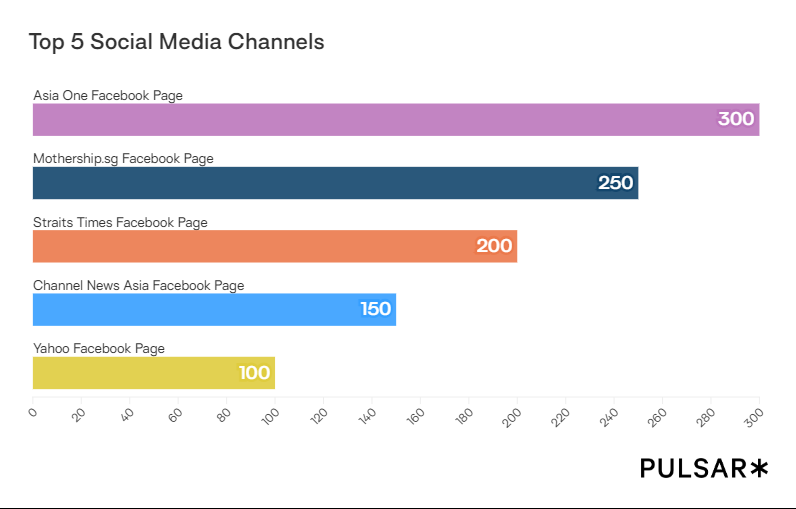 Top 5 Social Media Channels
Asia One Facebook Page
300
Mothership.sg Facebook Page
250
Straits Times Facebook Page
200
Channel News Asia Facebook Page
150
Yahoo Facebook Page
100
0 20 40 60 80 100 120 140 160 180 200 220 240 260 280 300
PULSAR*